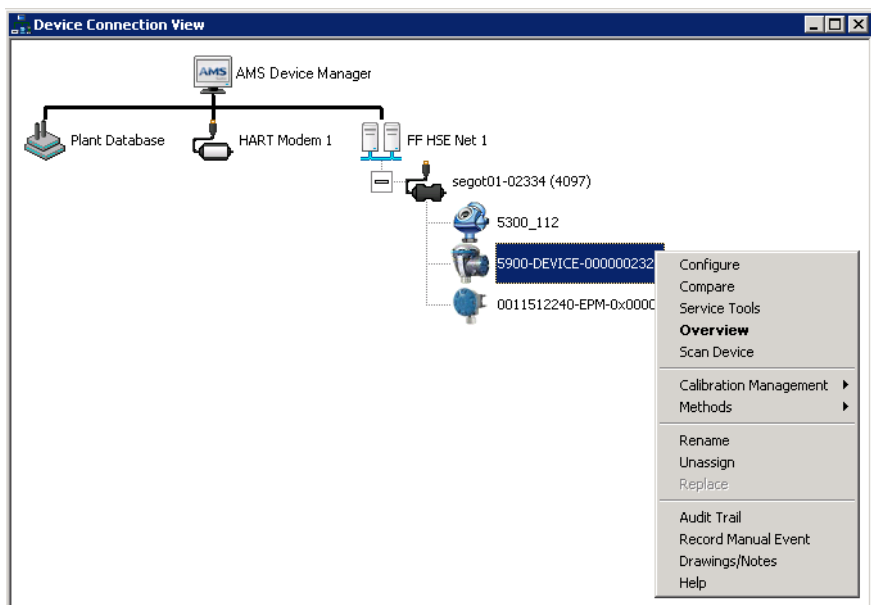 Device Connection View
AMS
AMS Device Manager
Plant Database
HART Modem 1
FF HSE Net 1
segot01-02334 (4097)
5300_112
5900-DEVICE-000000232
0011512240-EPM-0x0000
Configure
Compare
Service Tools
Overview
Scan Device
Calibration Management
Methods
Rename
Unassign
Replace
Audit Trail
Record Manual Event
Drawings/Notes
Help